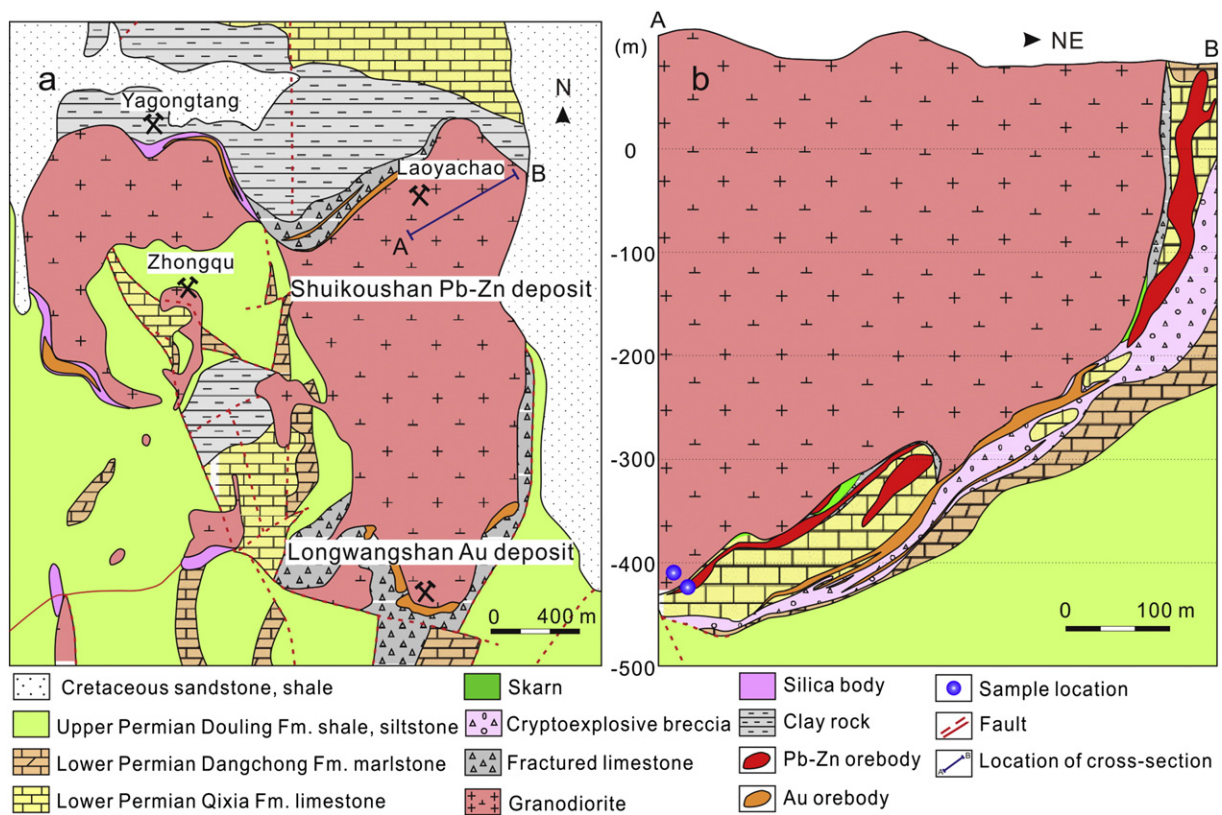 a
Yagongtang
N
Laoyachao
B
A
Zhongqu
Shuikoushan Pb-Zn deposit
Longwangshan Au deposit
0 400 m
A
(m)
NE
B
b
0
-100
-200
-300
-400
-500
0 100 m
Cretaceous sandstone, shale
Upper Permian Douling Fm. shale, siltstone
Lower Permian Dangchong Fm. marlstone
Lower Permian Qixia Fm. limestone
Skarn
Cryptoexplosive breccia
Fractured limestone
Granodiorite
Silica body
Clay rock
Pb-Zn orebody
Au orebody
Sample location
Fault
A B
Location of cross-section